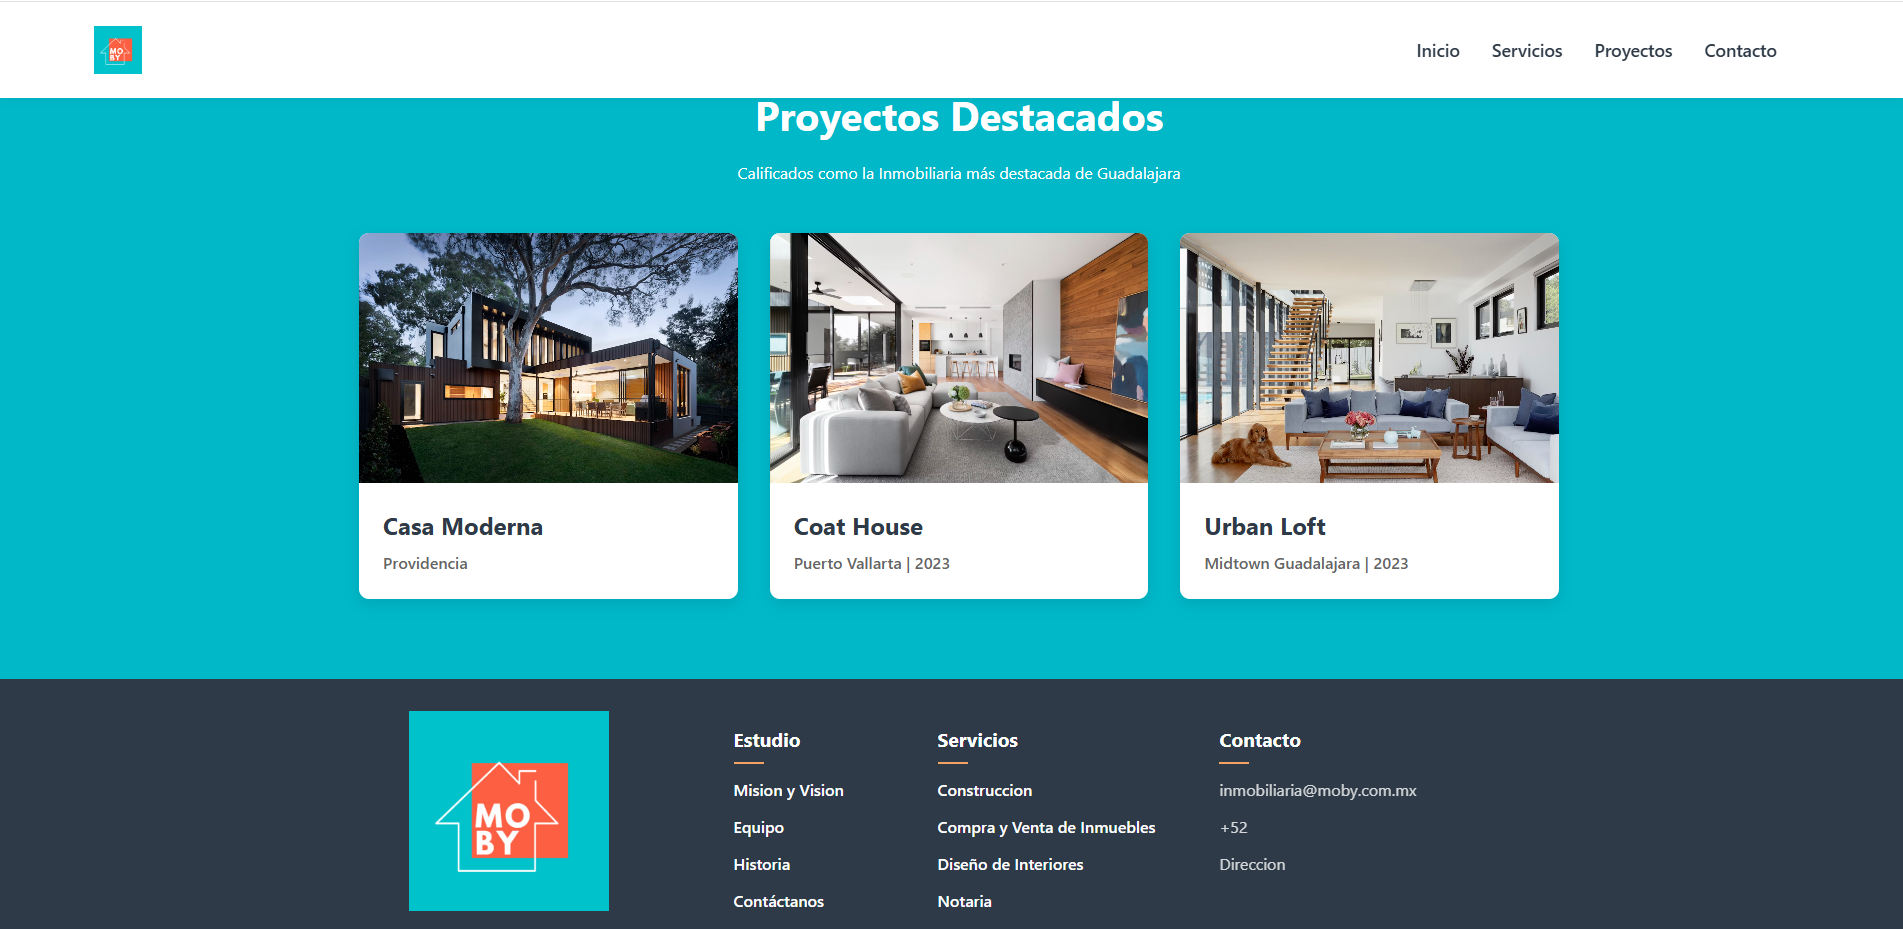 MO
BY
Inicio Servicios Proyectos Contacto
Proyectos Destacados
Calificados como la Inmobiliaria más destacada de Guadalajara
Casa Moderna
Providencia
Coat House
Puerto Vallarta | 2023
Urban Loft
Midtown Guadalajara | 2023
MO
BY
Estudio
Mision y Vision
Equipo
Historia
Contáctanos
Servicios
Construccion
Compra y Venta de Inmuebles
Diseño de Interiores
Notaria
Contacto
inmobiliaria@moby.com.mx
+52
Direccion